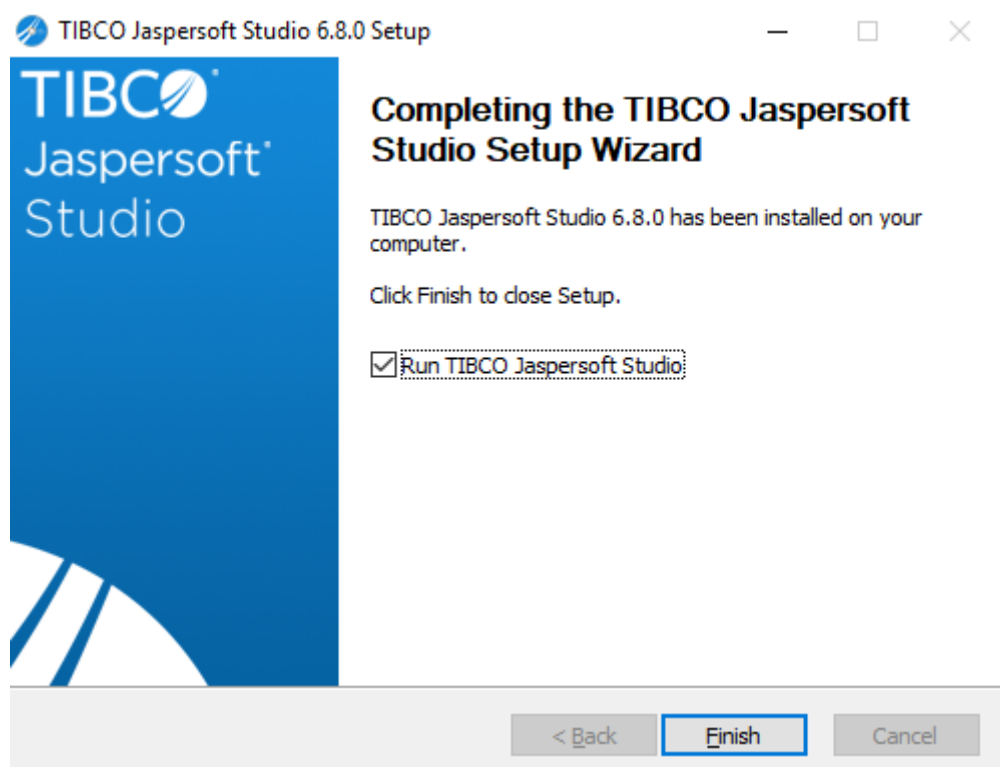 TIBCO Jaspersoft Studio 6.8.0 Setup
TIBCO
Jaspersoft
Studio
Completing the TIBCO Jaspersoft
Studio Setup Wizard
TIBCO Jaspersoft Studio 6.8.0 has been installed on your
computer.
Click Finish to close Setup.
Run TIBCO Jaspersoft Studio
< Back
Finish
Cancel